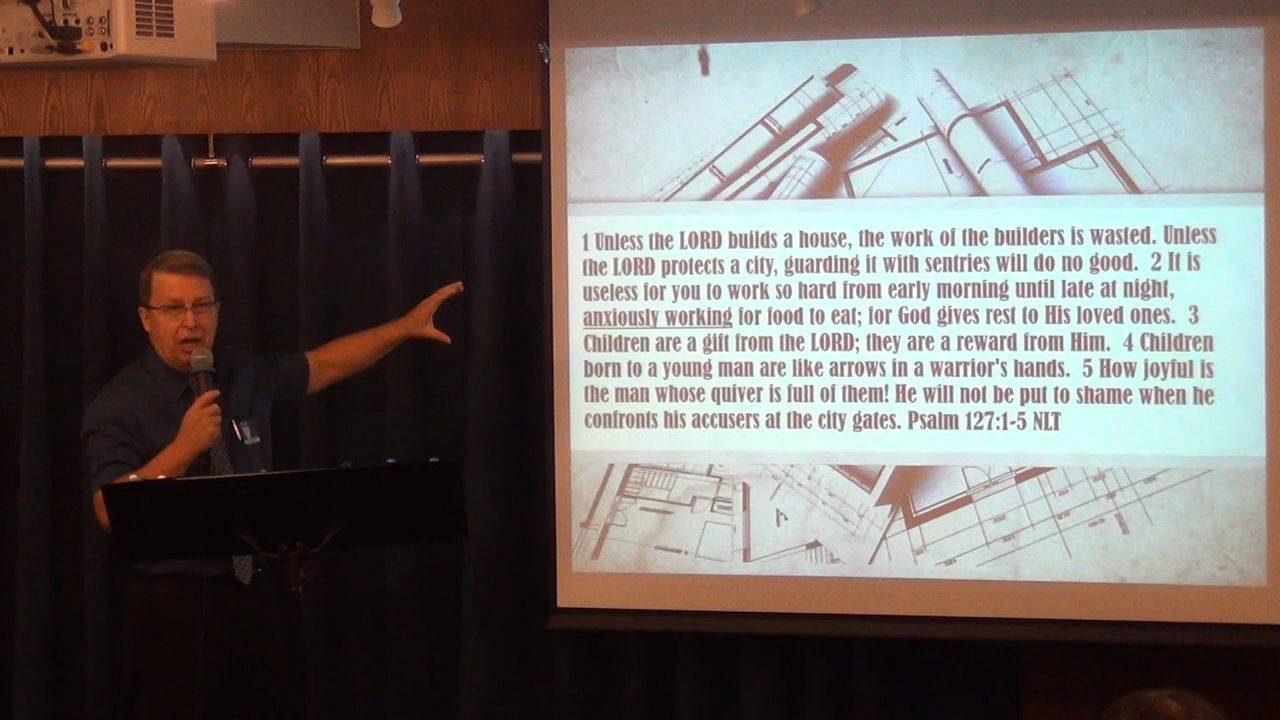 1 Unless the LORD builds a house, the work of the builders is wasted. Unless
the LORD protects a city, guarding it with sentries will do no good. 2 It is
useless for you to work so hard from early morning until late at night,
anxiously working for food to eat; for God gives rest to His loved ones. 3
Children are a gift from the LORD; they are a reward from Him. 4 Children
born to a young man are like arrows in a warrior's hands. 5 How joyful is
the man whose quiver is full of them! He will not be put to shame when he
confronts his accusers at the city gates. Psalm 127:1-5 NLT